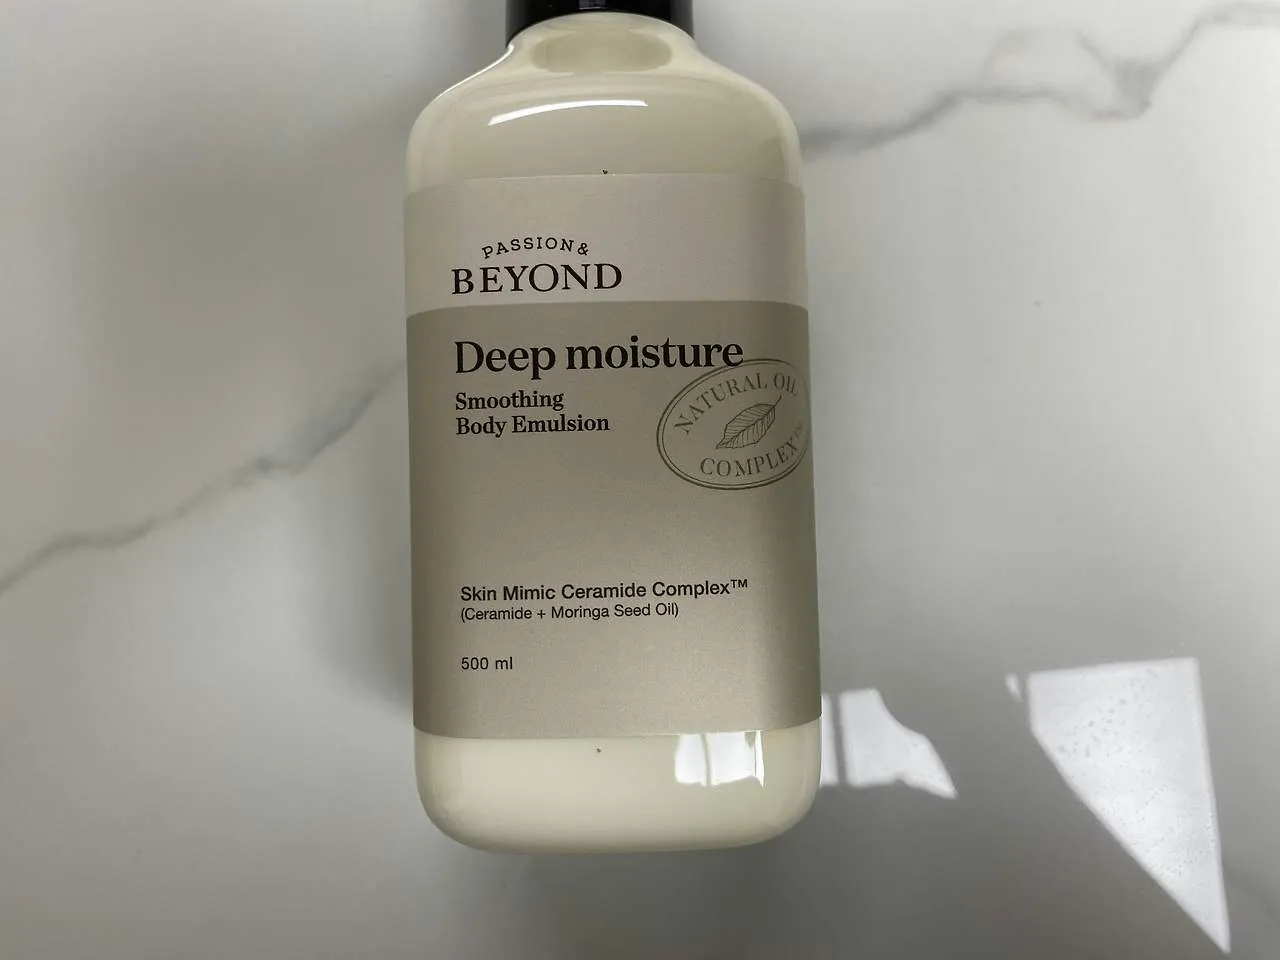 PASSION &
BEYOND
Deep moisture
Smoothing
Body Emulsion
NATURAL OIL
COMPLEX™
Skin Mimic Ceramide Complex™
(Ceramide + Moringa Seed Oil)
500 ml